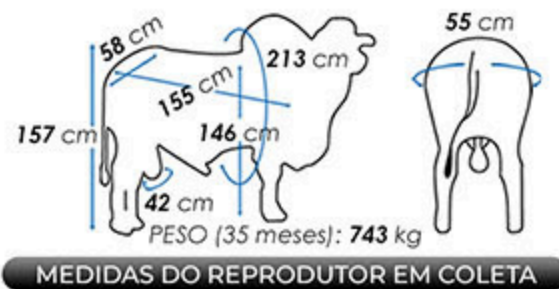 58 cm
55 cm
213 cm
155 cm
157 cm
146 cm
42 cm
PESO (35 meses): 743 kg
MEDIDAS DO REPRODUTOR EM COLETA